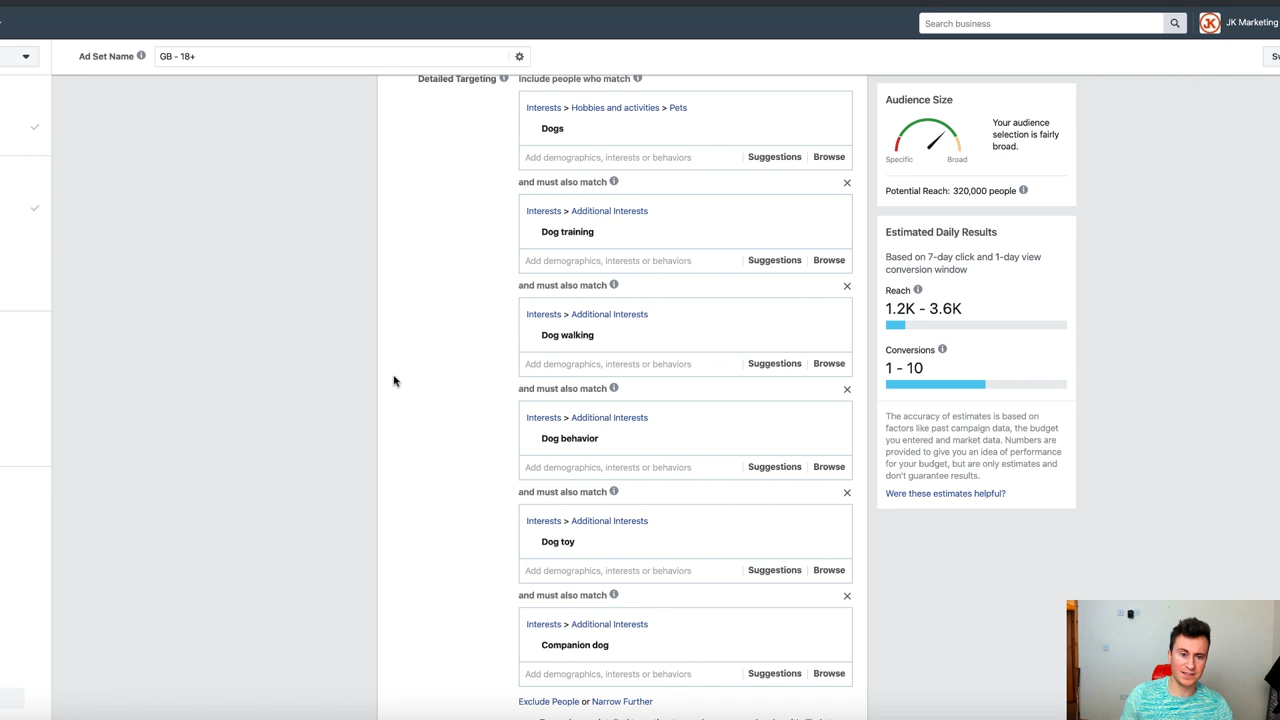 Search business
JK Marketing
Ad Set Name
GB - 18+
Detailed Targeting
Include people who match
Interests > Hobbies and activities > Pets
Dogs
Add demographics, interests or behaviors
Suggestions
Browse
and must also match
Interests > Additional Interests
Dog training
Add demographics, interests or behaviors
Suggestions
Browse
and must also match
Interests > Additional Interests
Dog walking
Add demographics, interests or behaviors
Suggestions
Browse
and must also match
Interests > Additional Interests
Dog behavior
Add demographics, interests or behaviors
Suggestions
Browse
and must also match
Interests > Additional Interests
Dog toy
Add demographics, interests or behaviors
Suggestions
Browse
and must also match
Interests > Additional Interests
Companion dog
Add demographics, interests or behaviors
Suggestions
Browse
Exclude People or Narrow Further
Audience Size
Your audience
selection is fairly
broad.
Specific
Broad
Potential Reach: 320,000 people
Estimated Daily Results
Based on 7-day click and 1-day view
conversion window
Reach
1.2K - 3.6K
Conversions
1 - 10
The accuracy of estimates is based on
factors like past campaign data, the budget
you entered and market data. Numbers are
provided to give you an idea of performance
for your budget, but are only estimates and
don't guarantee results.
Were these estimates helpful?